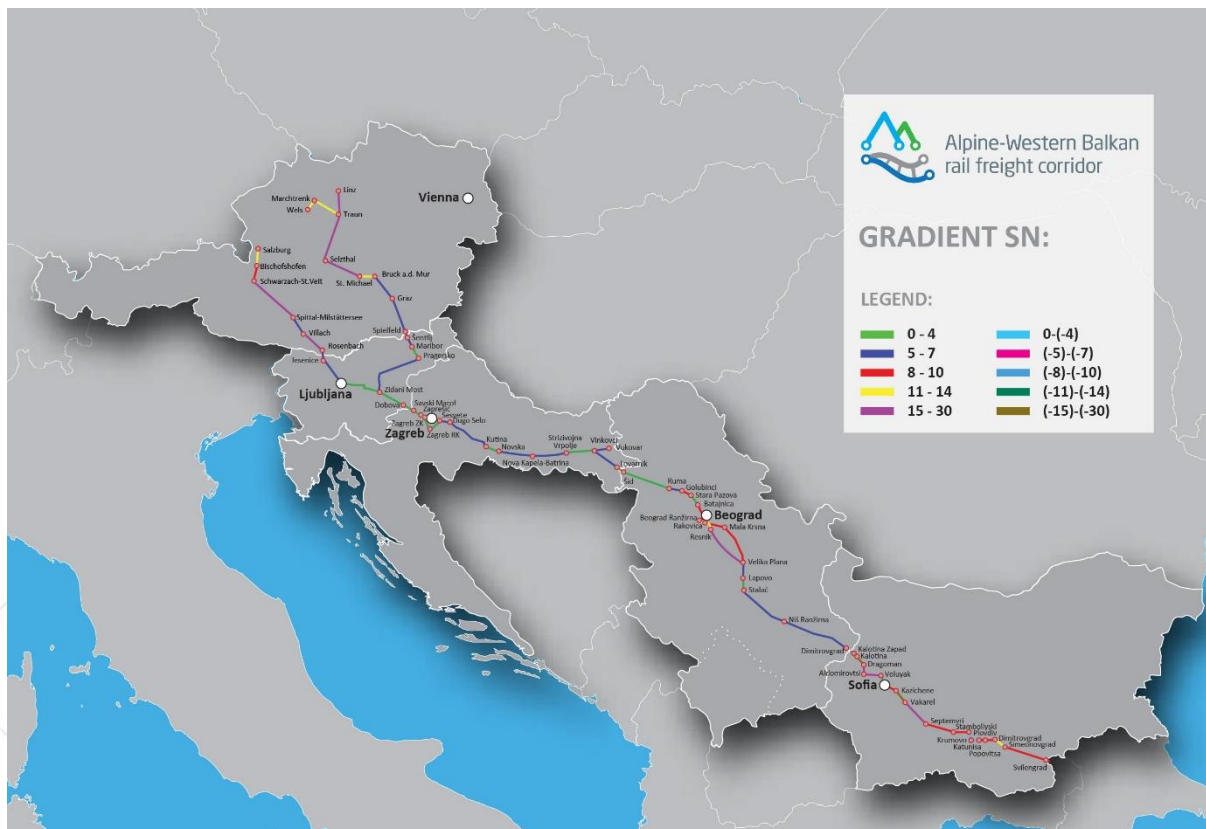 Alpine-Western Balkan
rail freight corridor
GRADIENT SN:
LEGEND:
0 - 4
0-(-4)
5 - 7
(-5)-(-7)
8 - 10
(-8)-(-10)
11 - 14
(-11)-(-14)
15 - 30
(-15)-(-30)
Linz
Marchtrenk
Wels
Traun
Vienna
Salzburg
Bischofshofen
Selzthal
Schwarzach-St.Veit
St. Michael
Bruck a.d. Mur
Graz
Spittal-Milstättersee
Villach
Spielfeld
Šentilj
Maribor
Rosenbach
Pragersko
Jesenice
Ljubljana
Zidani Most
Dobova
Savski Marof
Zaprešić
Sesvete
Dugo Selo
Zagreb ZK
Zagreb
Zagreb RK
Kutina
Novska
Nova Kapela-Batrina
Strizivojna
Vrpolje
Vinkovci
Vukovar
Tovarnik
Šid
Ruma
Golubinci
Stara Pazova
Batajnica
Beograd
Beograd Ranžirna
Rakovica
Resnik
Mala Krsna
Velika Plana
Lapovo
Stalać
Niš Ranžirna
Dimitrovgrad
Kalotina Zapad
Kalotina
Dragoman
Aldomirovtsi
Voluyak
Sofia
Kazichene
Vakarel
Septemvri
Stamboliyski
Plovdiv
Krumovo
Katunisa
Popovitsa
Dimitrovgrad
Simeonovgrad
Svilengrad